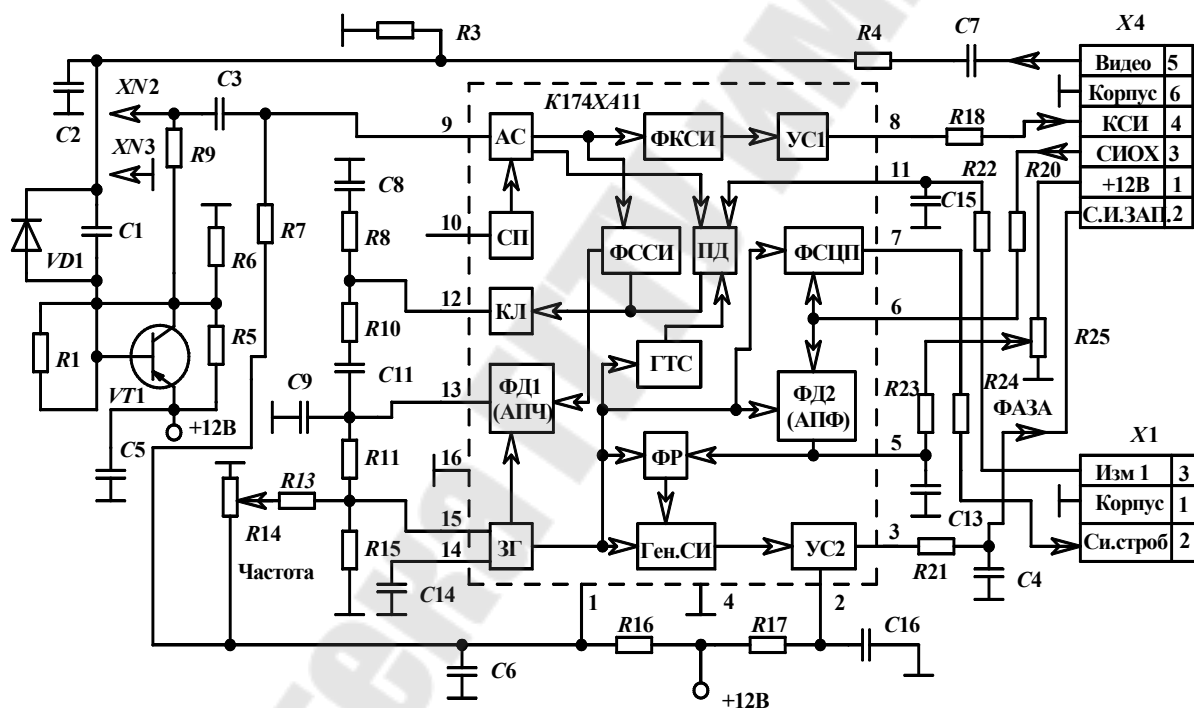 R3
R4
C7
X4
Видео 5
Корпус 6
КСИ 4
СИОХ 3
+12В 1
С.И.ЗАП. 2
C2
XN2
C3
К174ХА11
9
АС
ФКСИ
УС1
8
R18
XN3
R9
C8
11
R22
R20
C15
C1
VD1
R6
R7
R8
10
СП
ФССИ
ПД
ФСЦП
7
12
КЛ
6
R1
R5
R10
ГТС
R25
VT1
C9
C11
13
ФД1
(АПЧ)
ФД2
(АПФ)
R23
R24
ФАЗА
+12В
C5
R11
16
ФР
5
X1
Изм 1 3
Корпус 1
Си.строб 2
R13
R14
15
14
C13
Частота
R15
ЗГ
Ген.СИ
УС2
3
R21
C4
C14
1
4
2
R16
R17
C16
C6
+12В